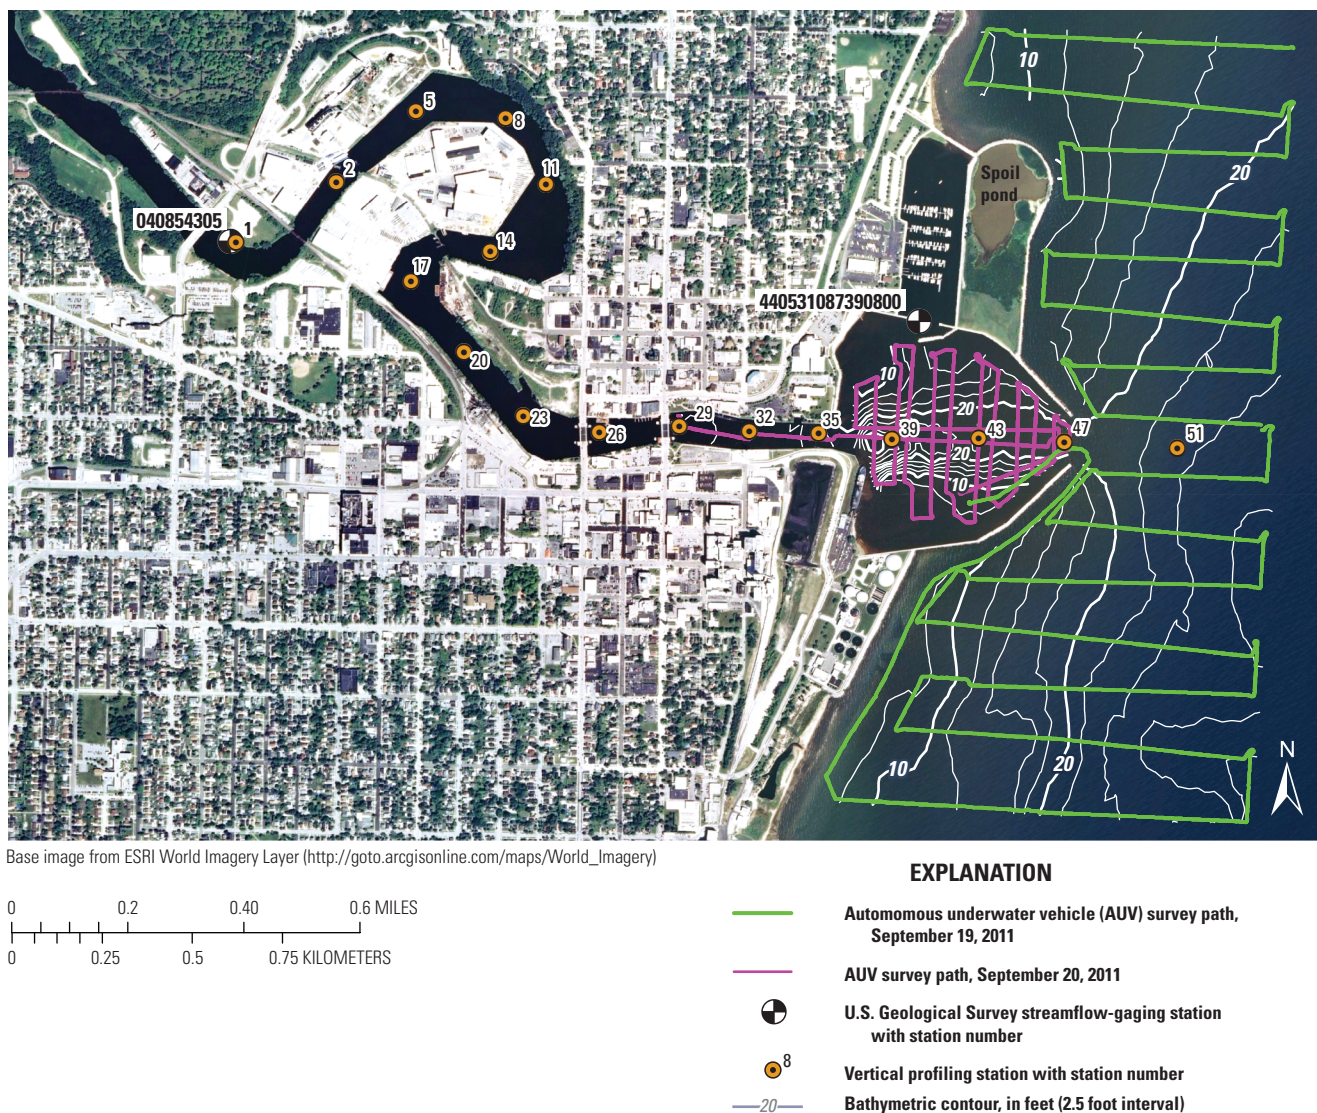 10
5
8
Spoil
pond
20
2
11
040854305
1
14
17
440531087390800
20
10
20
23
26
29
32
35
39
43
47
51
20
10
10
20
N
Base image from ESRI World Imagery Layer (http://goto.arcgisonline.com/maps/World_Imagery)
0 0.2 0.40 0.6 MILES
0 0.25 0.5 0.75 KILOMETERS
EXPLANATION
Automomous underwater vehicle (AUV) survey path,
September 19, 2011
AUV survey path, September 20, 2011
U.S. Geological Survey streamflow-gaging station
with station number
8
Vertical profiling station with station number
20
Bathymetric contour, in feet (2.5 foot interval)